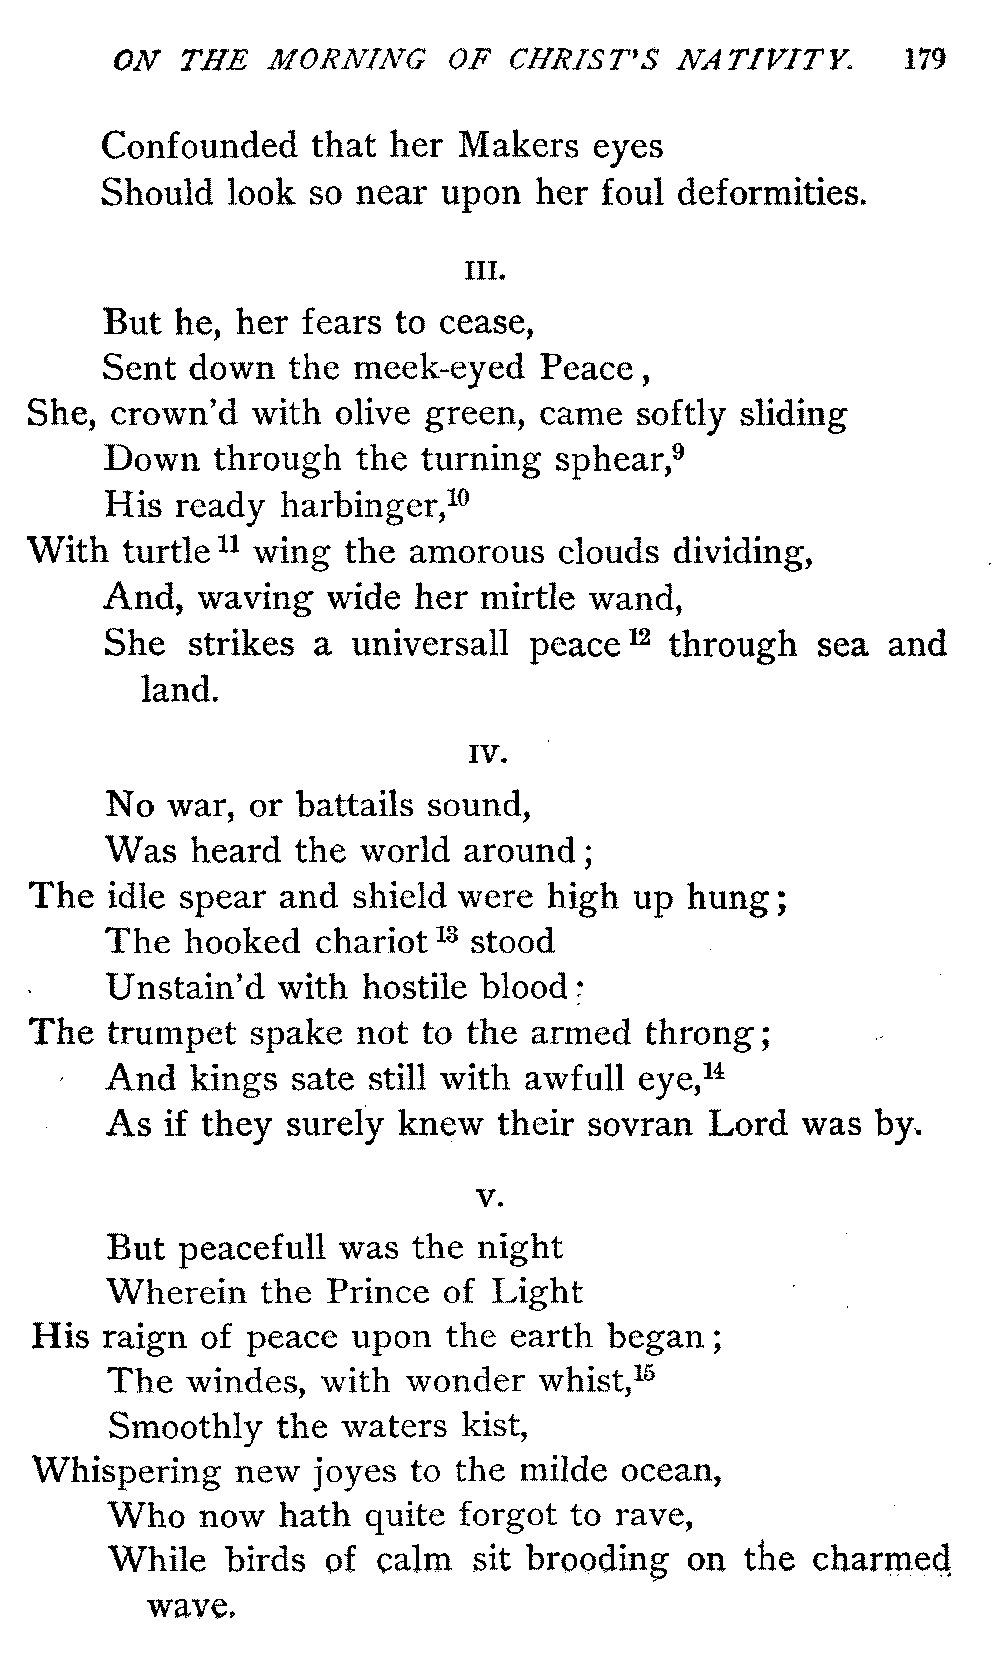 ON THE MORNING OF CHRIST'S NATIVITY. 179
Confounded that her Makers eyes
Should look so near upon her foul deformities.
III.
But he, her fears to cease,
Sent down the meek-eyed Peace,
She, crown'd with olive green, came softly sliding
Down through the turning sphear,⁹
His ready harbinger,¹⁰
With turtle¹¹ wing the amorous clouds dividing,
And, waving wide her mirtle wand,
She strikes a universall peace¹² through sea and
land.
IV.
No war, or battails sound,
Was heard the world around;
The idle spear and shield were high up hung;
The hooked chariot¹³ stood
Unstain'd with hostile blood:
The trumpet spake not to the armed throng;
And kings sate still with awfull eye,¹⁴
As if they surely knew their sovran Lord was by.
V.
But peacefull was the night
Wherein the Prince of Light
His raign of peace upon the earth began;
The windes, with wonder whist,¹⁵
Smoothly the waters kist,
Whispering new joyes to the milde ocean,
Who now hath quite forgot to rave,
While birds of calm sit brooding on the charmed
wave.